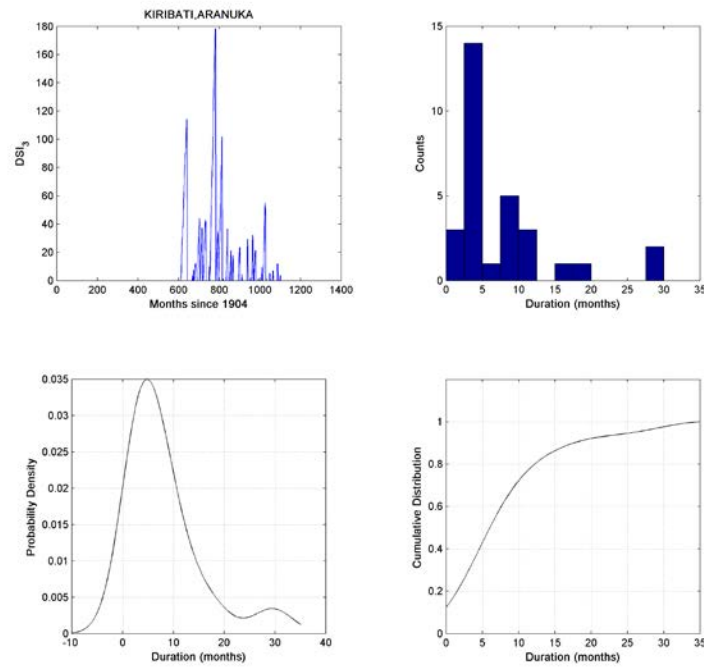 KIRIBATI,ARANUKA
180
160
140
120
100
80
60
40
20
0
DSI3
0 200 400 600 800 1000 1200 1400
Months since 1904
15
10
5
0
Counts
0 5 10 15 20 25 30 35
Duration (months)
0.035
0.03
0.025
0.02
0.015
0.01
0.005
0
Probability Density
-10 0 10 20 30 40
Duration (months)
1
0.8
0.6
0.4
0.2
0
Cumulative Distribution
0 5 10 15 20 25 30 35
Duration (months)